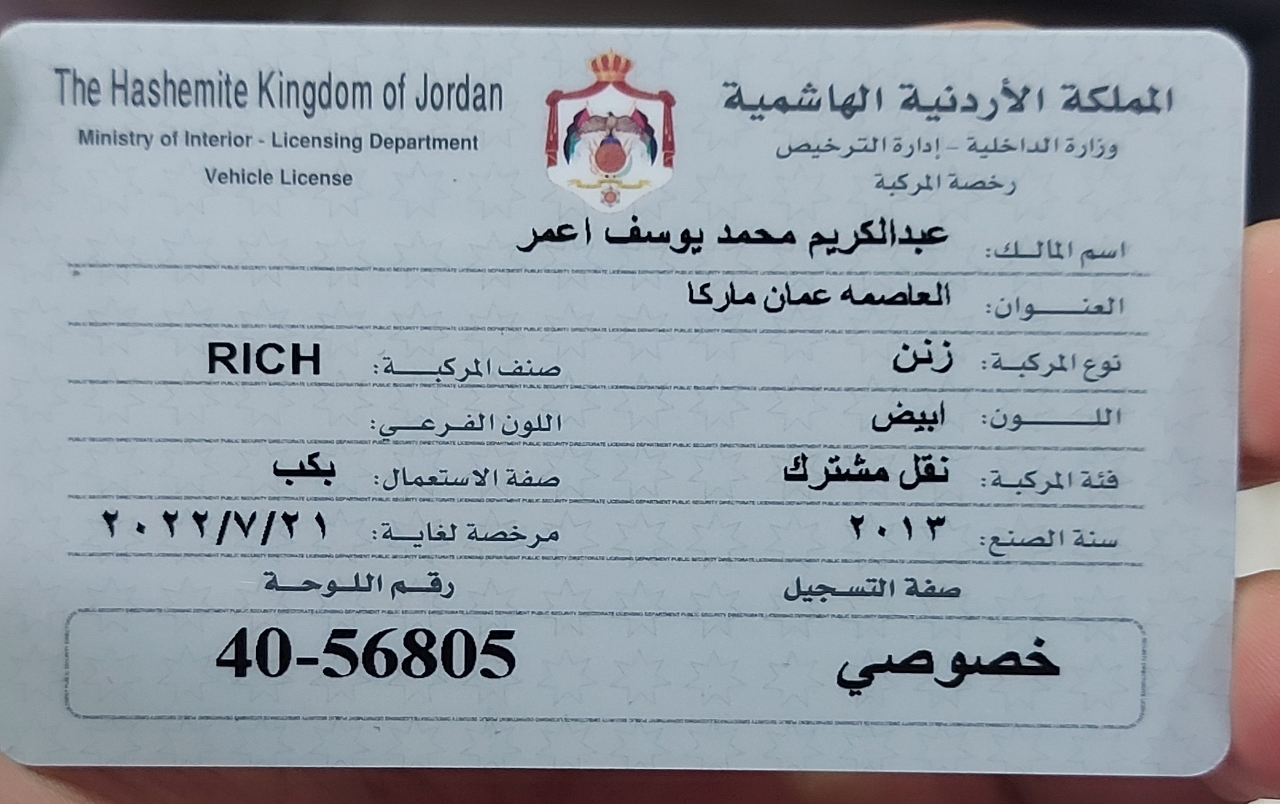 The Hashemite Kingdom of Jordan
Ministry of Interior - Licensing Department
Vehicle License
المملكة الأردنية الهاشمية
وزارة الداخلية - إدارة الترخيص
رخصة المركبة
اسم المالك: عبدالكريم محمد يوسف اعمر
العنوان: العاصمه عمان ماركا
نوع المركبة: زنن صنف المركبة: RICH
اللون: ابيض اللون الفرعي:
فئة المركبة: نقل مشترك صفة الاستعمال: بكب
سنة الصنع: ٢٠١٣ مرخصة لغاية: ٢٠٢٢/٧/٢١
صفة التسجيل رقم اللوحة
خصوصي 40-56805